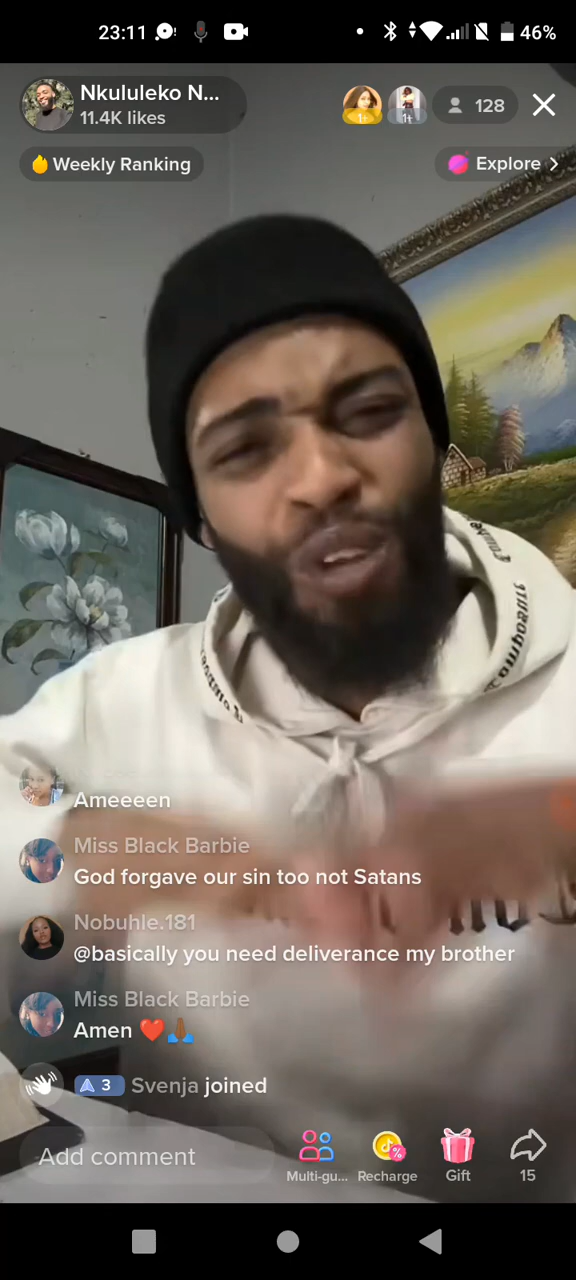 23:11
46%
Nkululeko N...
11.4K likes
1+
1+
128
Weekly Ranking
Explore
Ameeeen
Miss Black Barbie
God forgave our sin too not Satans
Nobuhle.181
@basically you need deliverance my brother
Miss Black Barbie
Amen ❤️🙏🏾
3 Svenja joined
Add comment
Multi-gu...
Recharge
Gift
15